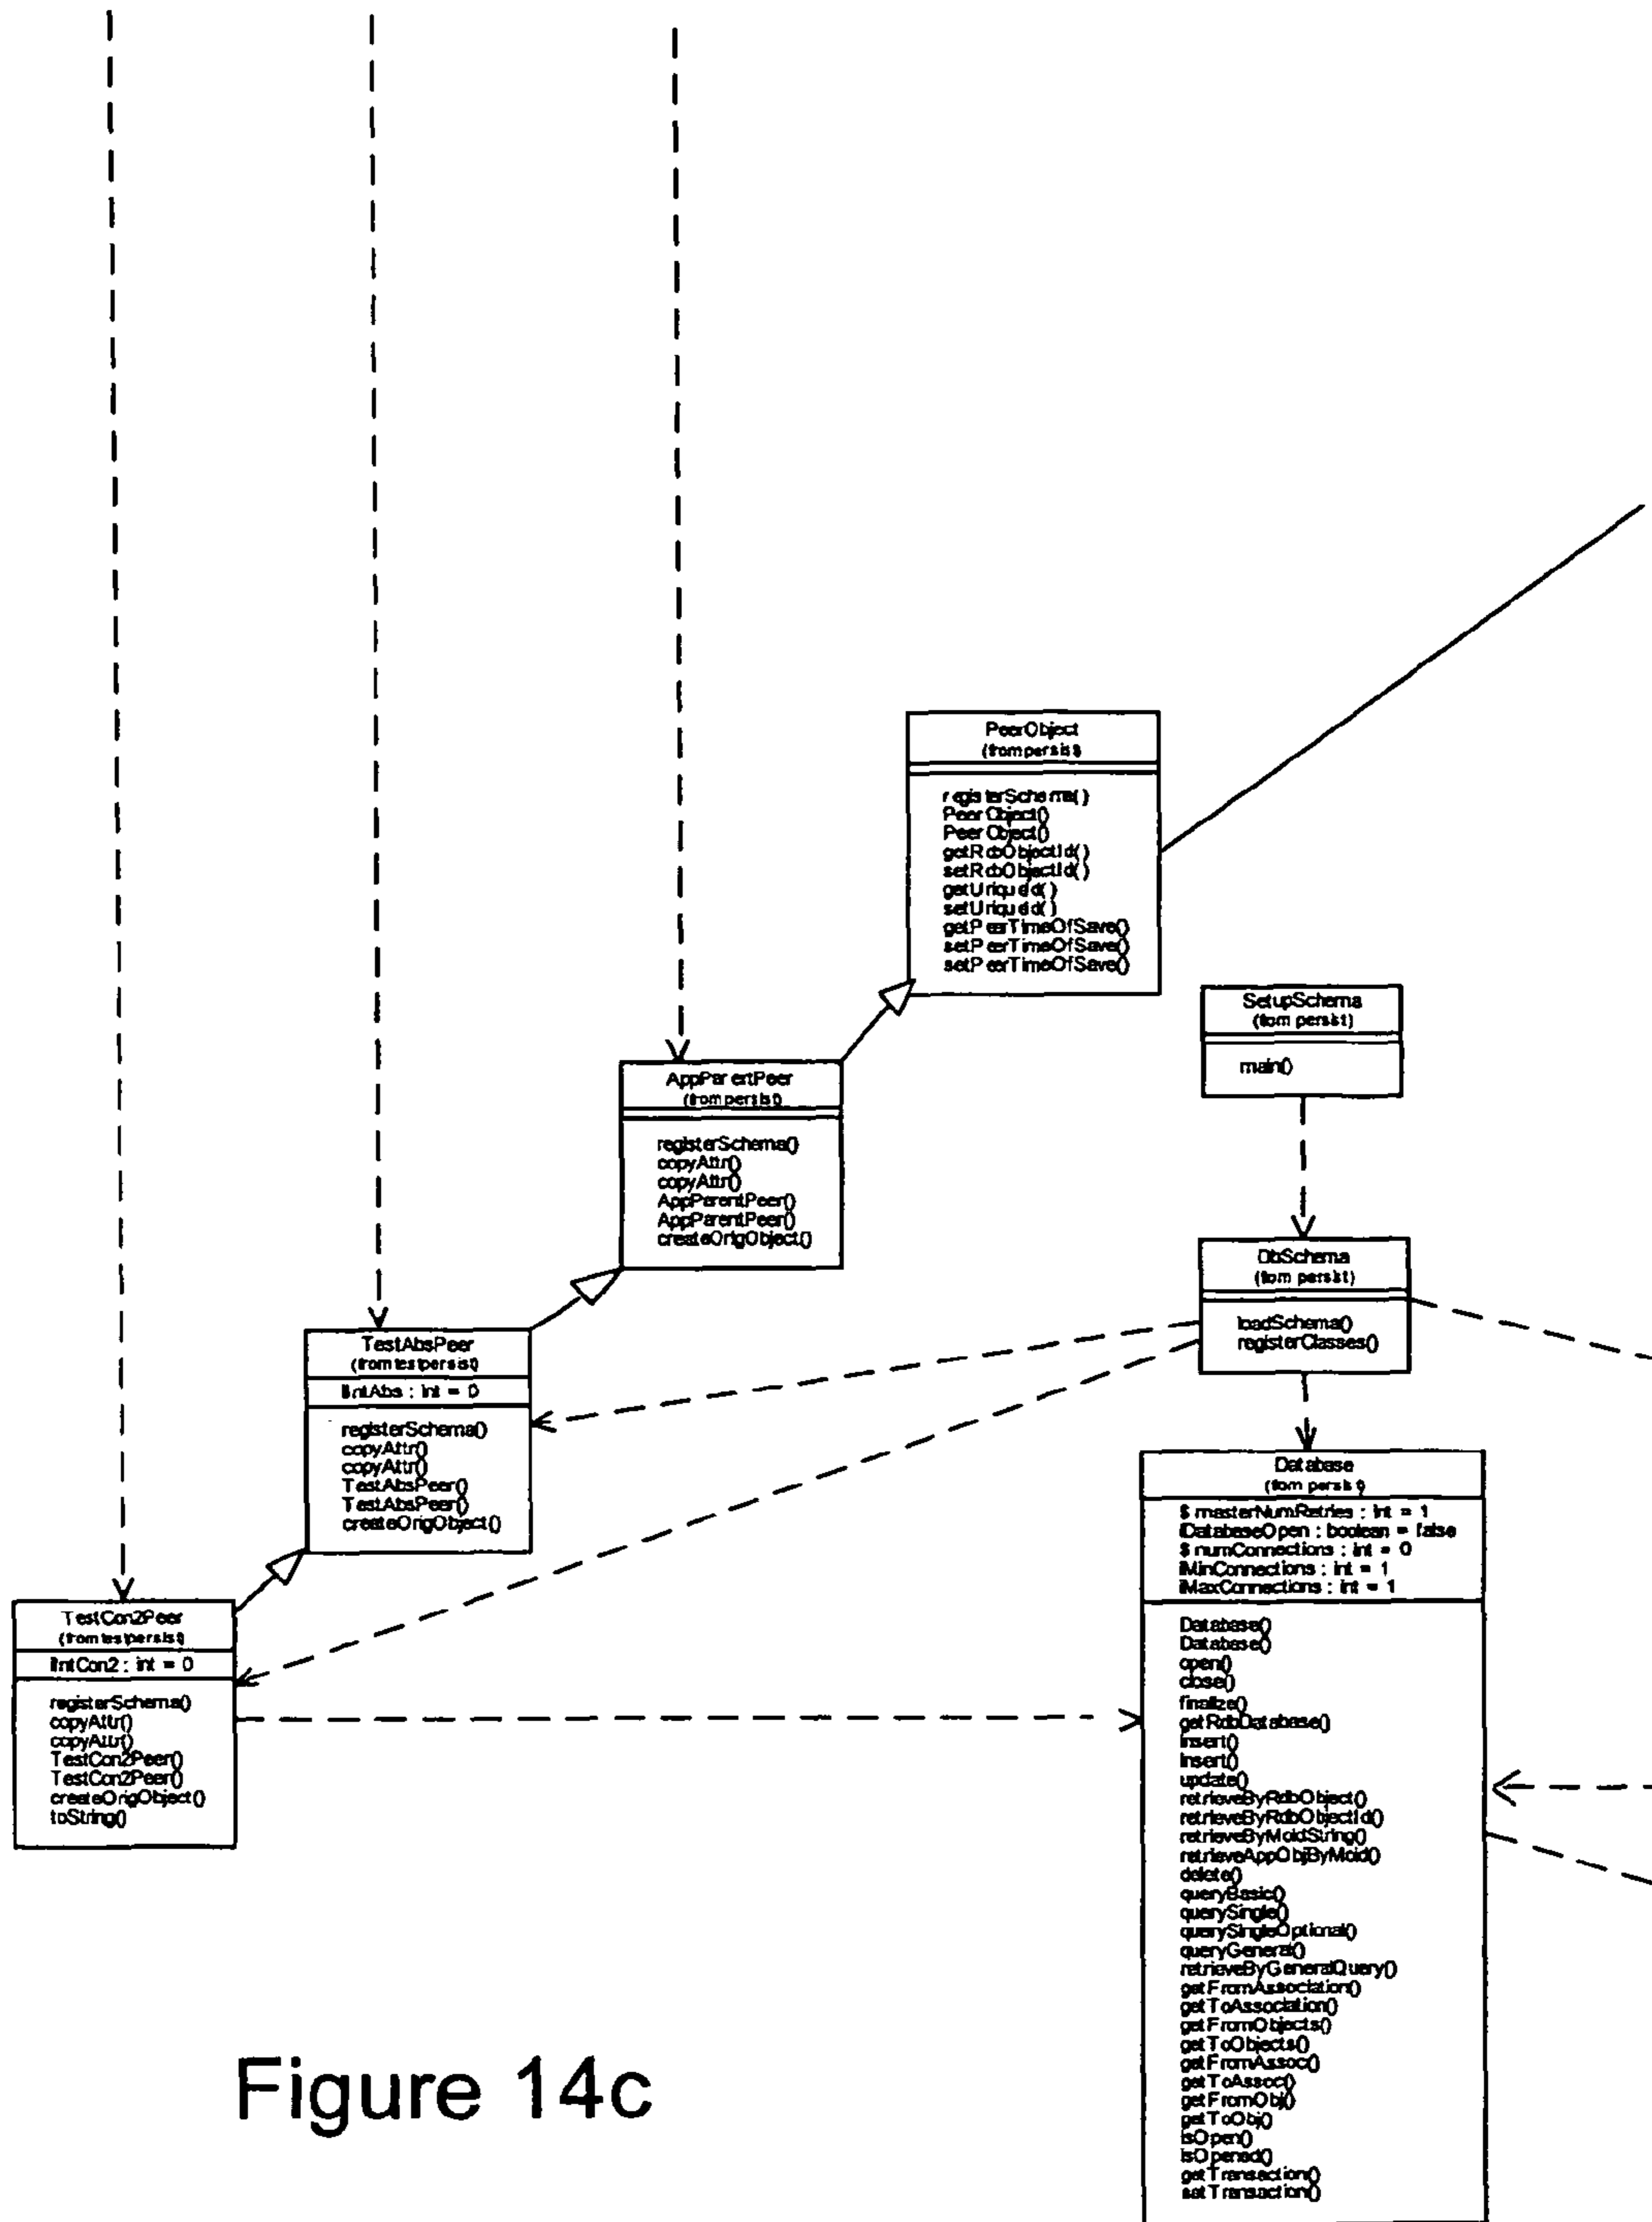 PeerObject
(from persist)
registerSchema()
PeerObject()
PeerObject()
getRdbObjectId()
setRdbObjectId()
getUniqueId()
setUniqueId()
getPeerTimeOfSave()
setPeerTimeOfSave()
setPeerTimeOfSave()
SetupSchema
(from persist)
main()
AppParentPeer
(from persist)
registerSchema()
copyAttr()
copyAttr()
AppParentPeer()
AppParentPeer()
createOrigObject()
DbSchema
(from persist)
loadSchema()
registerClasses()
TestAbsPeer
(from testpersist)
iIntAbs : int = 0
registerSchema()
copyAttr()
copyAttr()
TestAbsPeer()
TestAbsPeer()
createOrigObject()
TestCon2Peer
(from testpersist)
iIntCon2 : int = 0
registerSchema()
copyAttr()
copyAttr()
TestCon2Peer()
TestCon2Peer()
createOrigObject()
toString()
Database
(from persist)
$ masterNumRetries : int = 1
iDatabaseOpen : boolean = false
$ numConnections : int = 0
iMinConnections : int = 1
iMaxConnections : int = 1
Database()
Database()
open()
close()
finalize()
getRdbDatabase()
insert()
insert()
update()
retrieveByRdbObject()
retrieveByRdbObjectId()
retrieveByMoidString()
retrieveAppObjByMoid()
delete()
queryBasic()
querySingle()
querySingleOptional()
queryGeneral()
retrieveByGeneralQuery()
getFromAssociation()
getToAssociation()
getFromObjects()
getToObjects()
getFromAssoc()
getToAssoc()
getFromObj()
getToObj()
isOpen()
isOpened()
getTransaction()
setTransaction()
Figure 14c